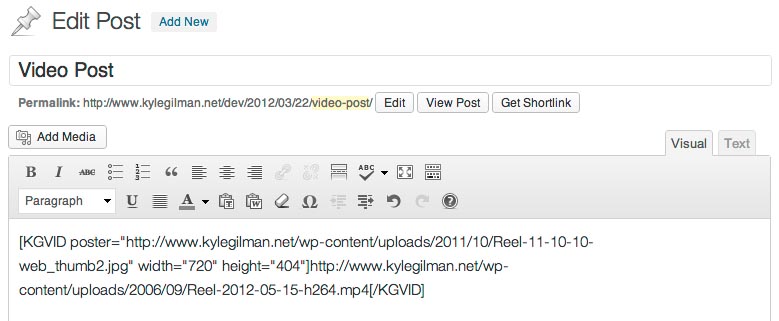 Edit Post Add New
Video Post
Permalink: http://www.kylegilman.net/dev/2012/03/22/video-post/ Edit View Post Get Shortlink
Add Media
Visual Text
B I ABC ABC
Paragraph U A
[KGVID poster="http://www.kylegilman.net/wp-content/uploads/2011/10/Reel-11-10-10-
web_thumb2.jpg" width="720" height="404"]http://www.kylegilman.net/wp-
content/uploads/2006/09/Reel-2012-05-15-h264.mp4[/KGVID]